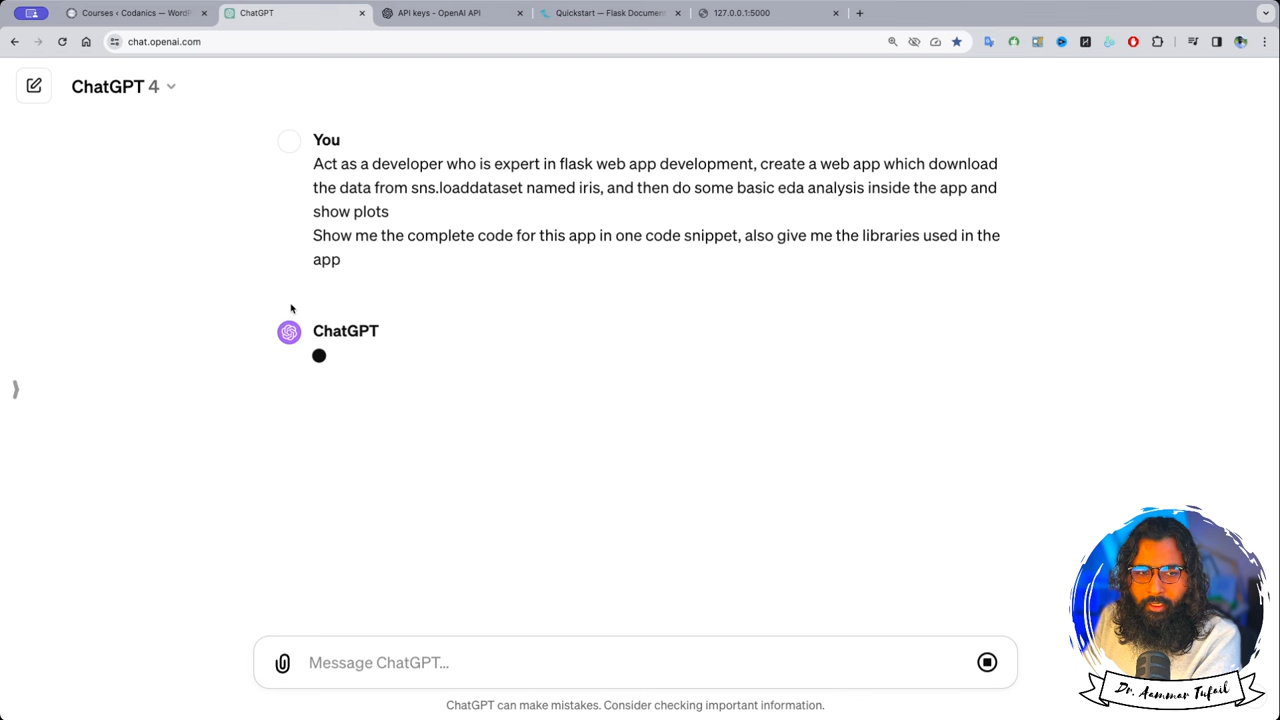 Courses < Codanics — WordP
ChatGPT
API keys - OpenAI API
Quickstart — Flask Documen
127.0.0.1:5000
chat.openai.com
ChatGPT 4
You
Act as a developer who is expert in flask web app development, create a web app which download
the data from sns.loaddataset named iris, and then do some basic eda analysis inside the app and
show plots
Show me the complete code for this app in one code snippet, also give me the libraries used in the
app
ChatGPT
Message ChatGPT...
ChatGPT can make mistakes. Consider checking important information.
Dr. Aammar Tufail